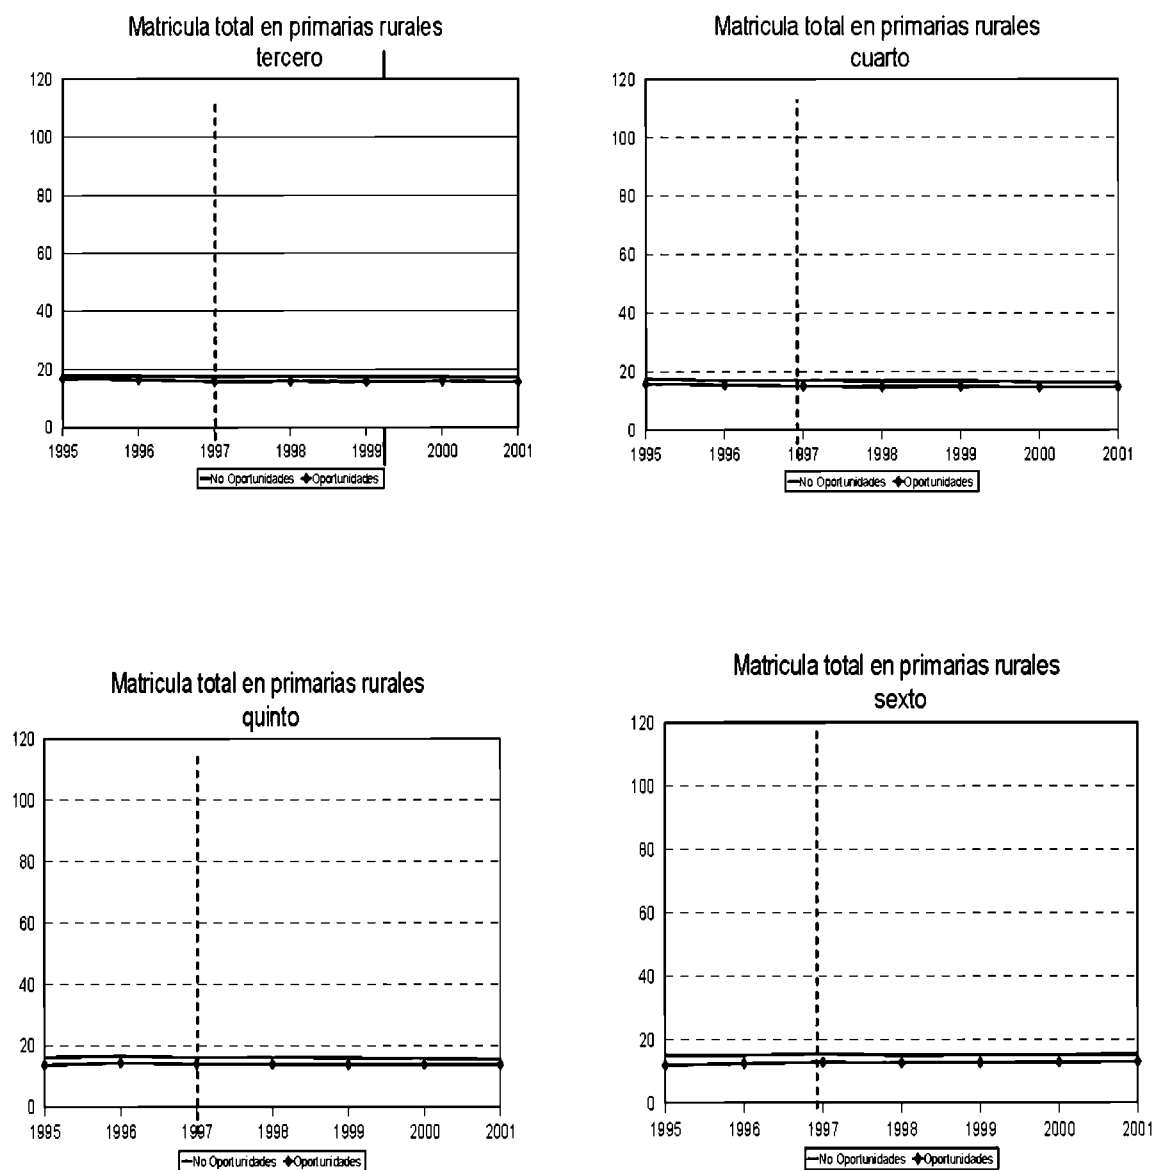 Matricula total en primarias rurales
tercero
120
100
80
60
40
20
0
1995 1996 1997 1998 1999 2000 2001
No Oportunidades Oportunidades
Matricula total en primarias rurales
cuarto
120
100
80
60
40
20
0
1995 1996 1997 1998 1999 2000 2001
No Oportunidades Oportunidades
Matricula total en primarias rurales
quinto
120
100
80
60
40
20
0
1995 1996 1997 1998 1999 2000 2001
No Oportunidades Oportunidades
Matricula total en primarias rurales
sexto
120
100
80
60
40
20
0
1995 1996 1997 1998 1999 2000 2001
No Oportunidades Oportunidades